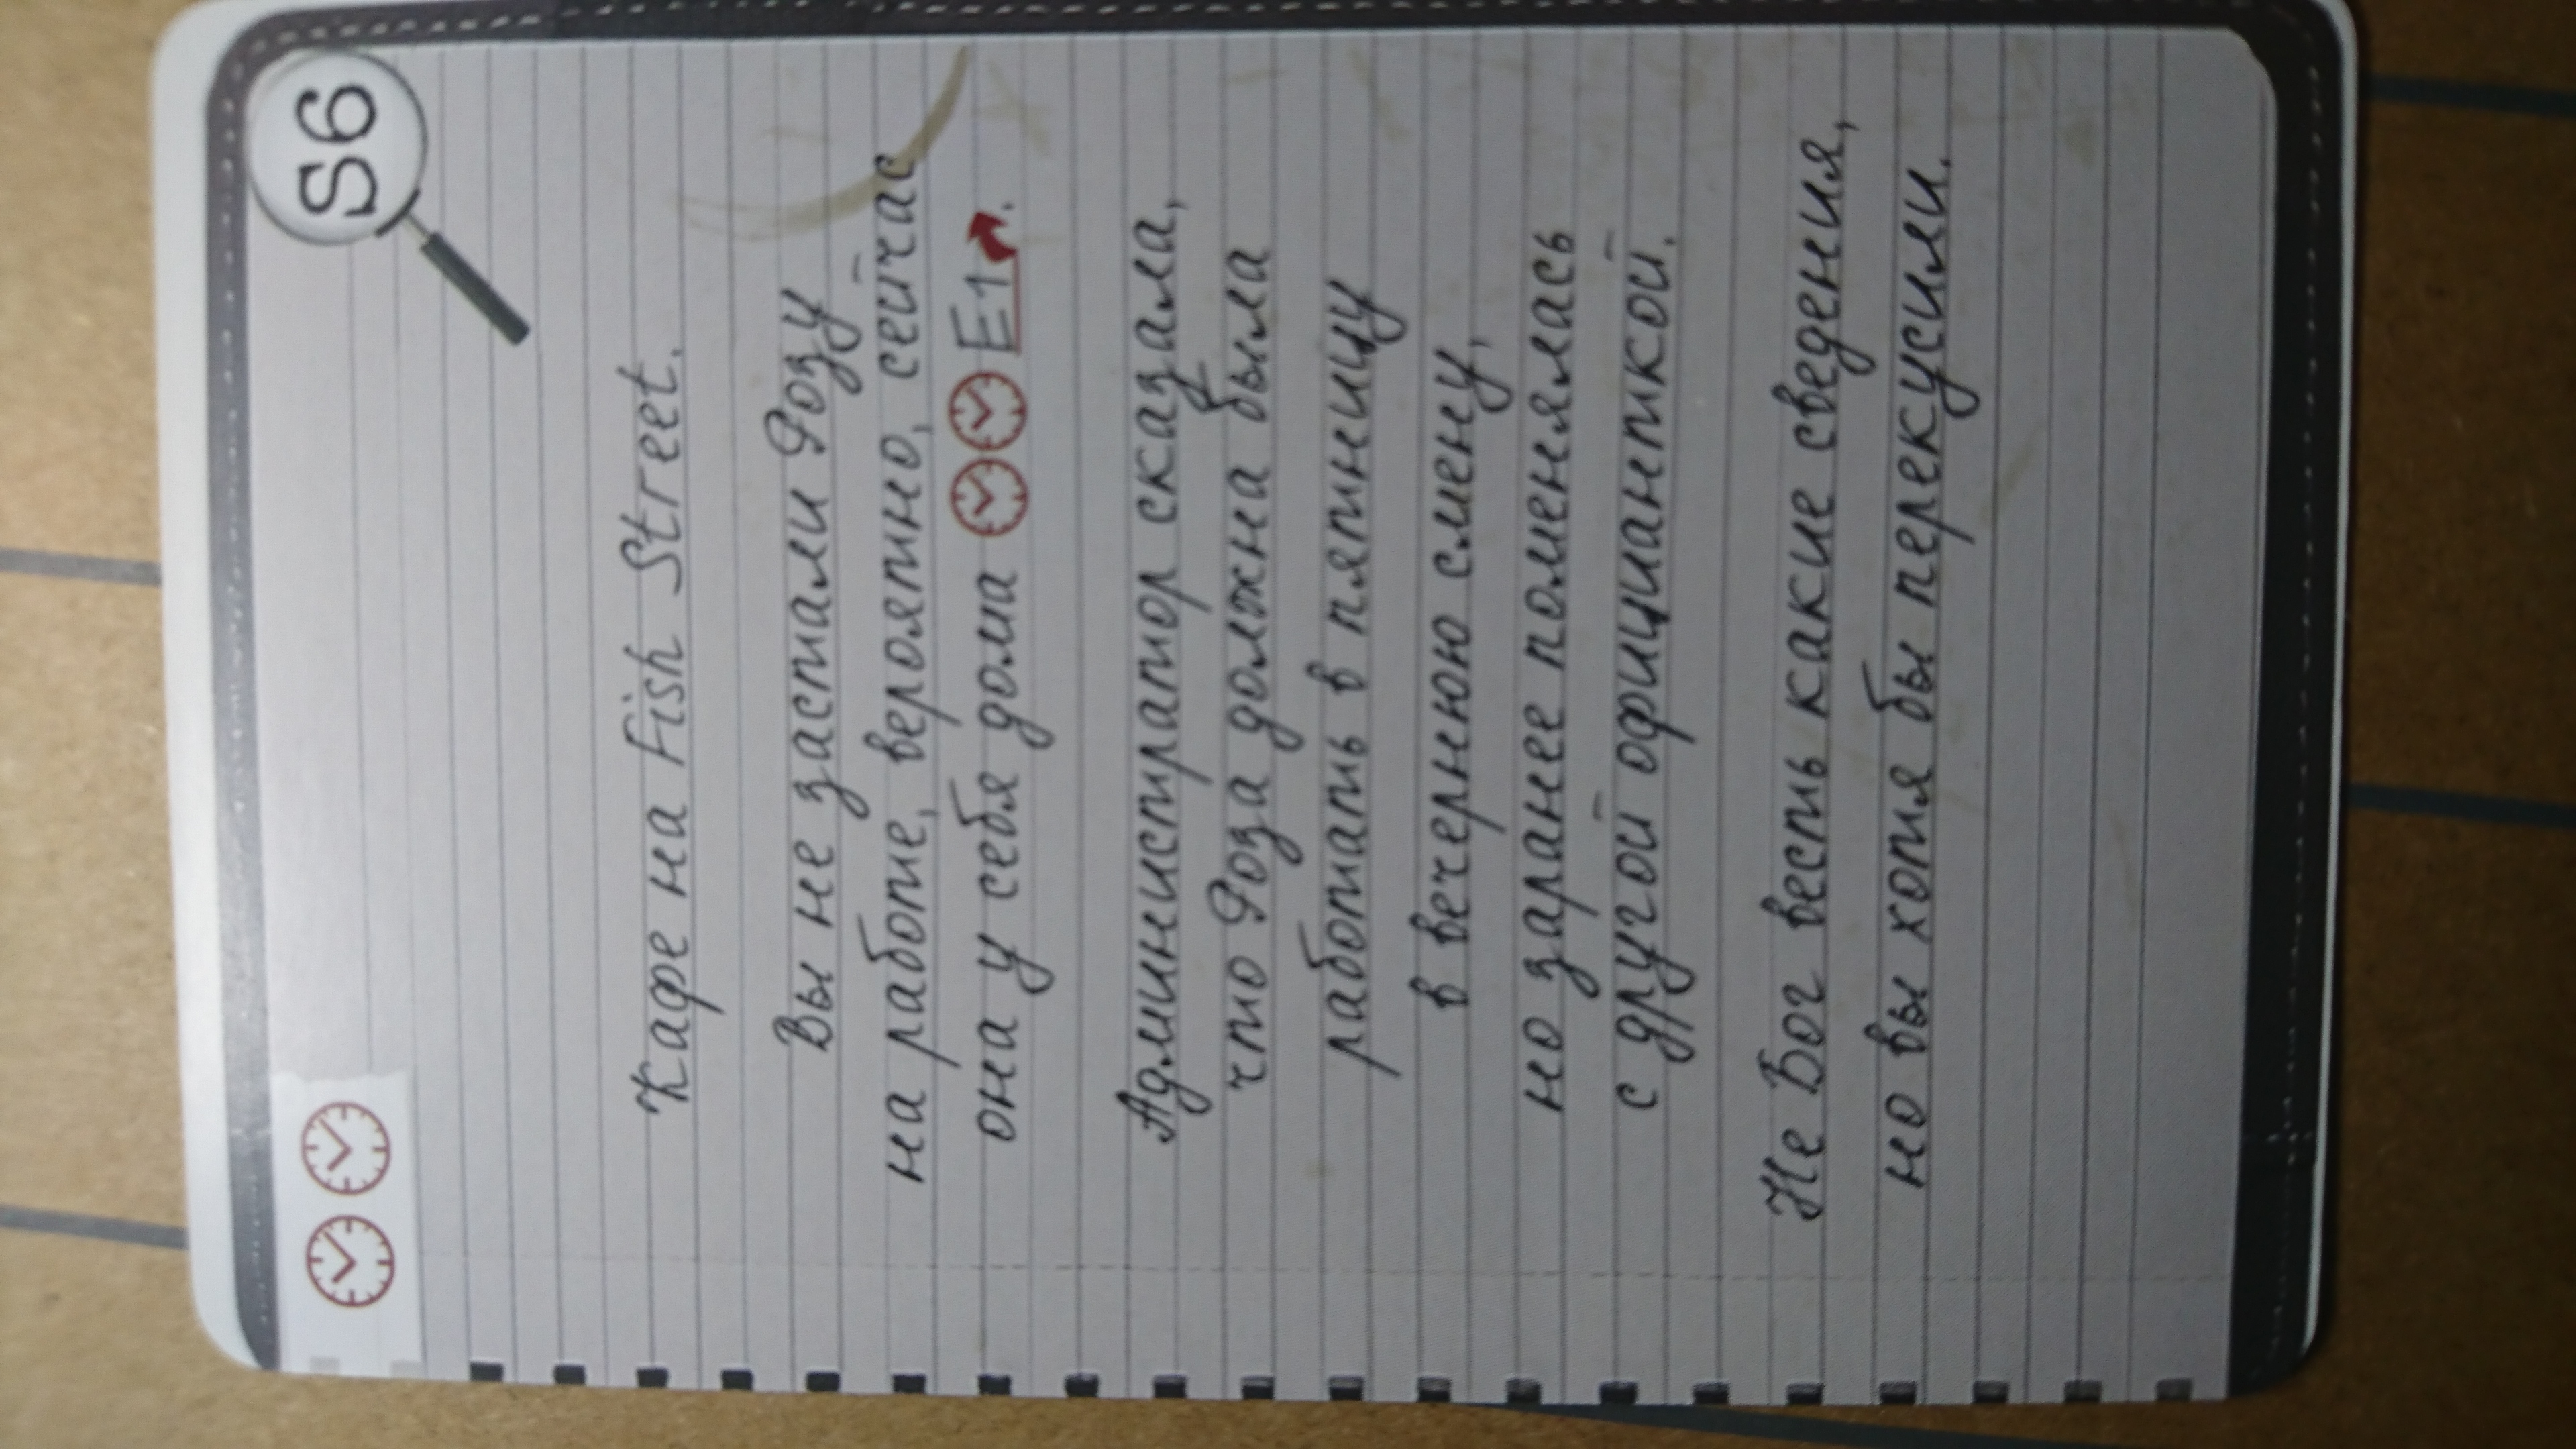 S6
Кафе на Fish Street.
Вы не застали Розу
на работе, вероятно, сейчас
она у себя дома E1.
Администратор сказала,
что Роза должна была
работать в пятницу
в вечернюю смену,
но заранее поменялась
с другой официанткой.
Не Бог весть какие сведения,
но вы хотя бы перекусили.